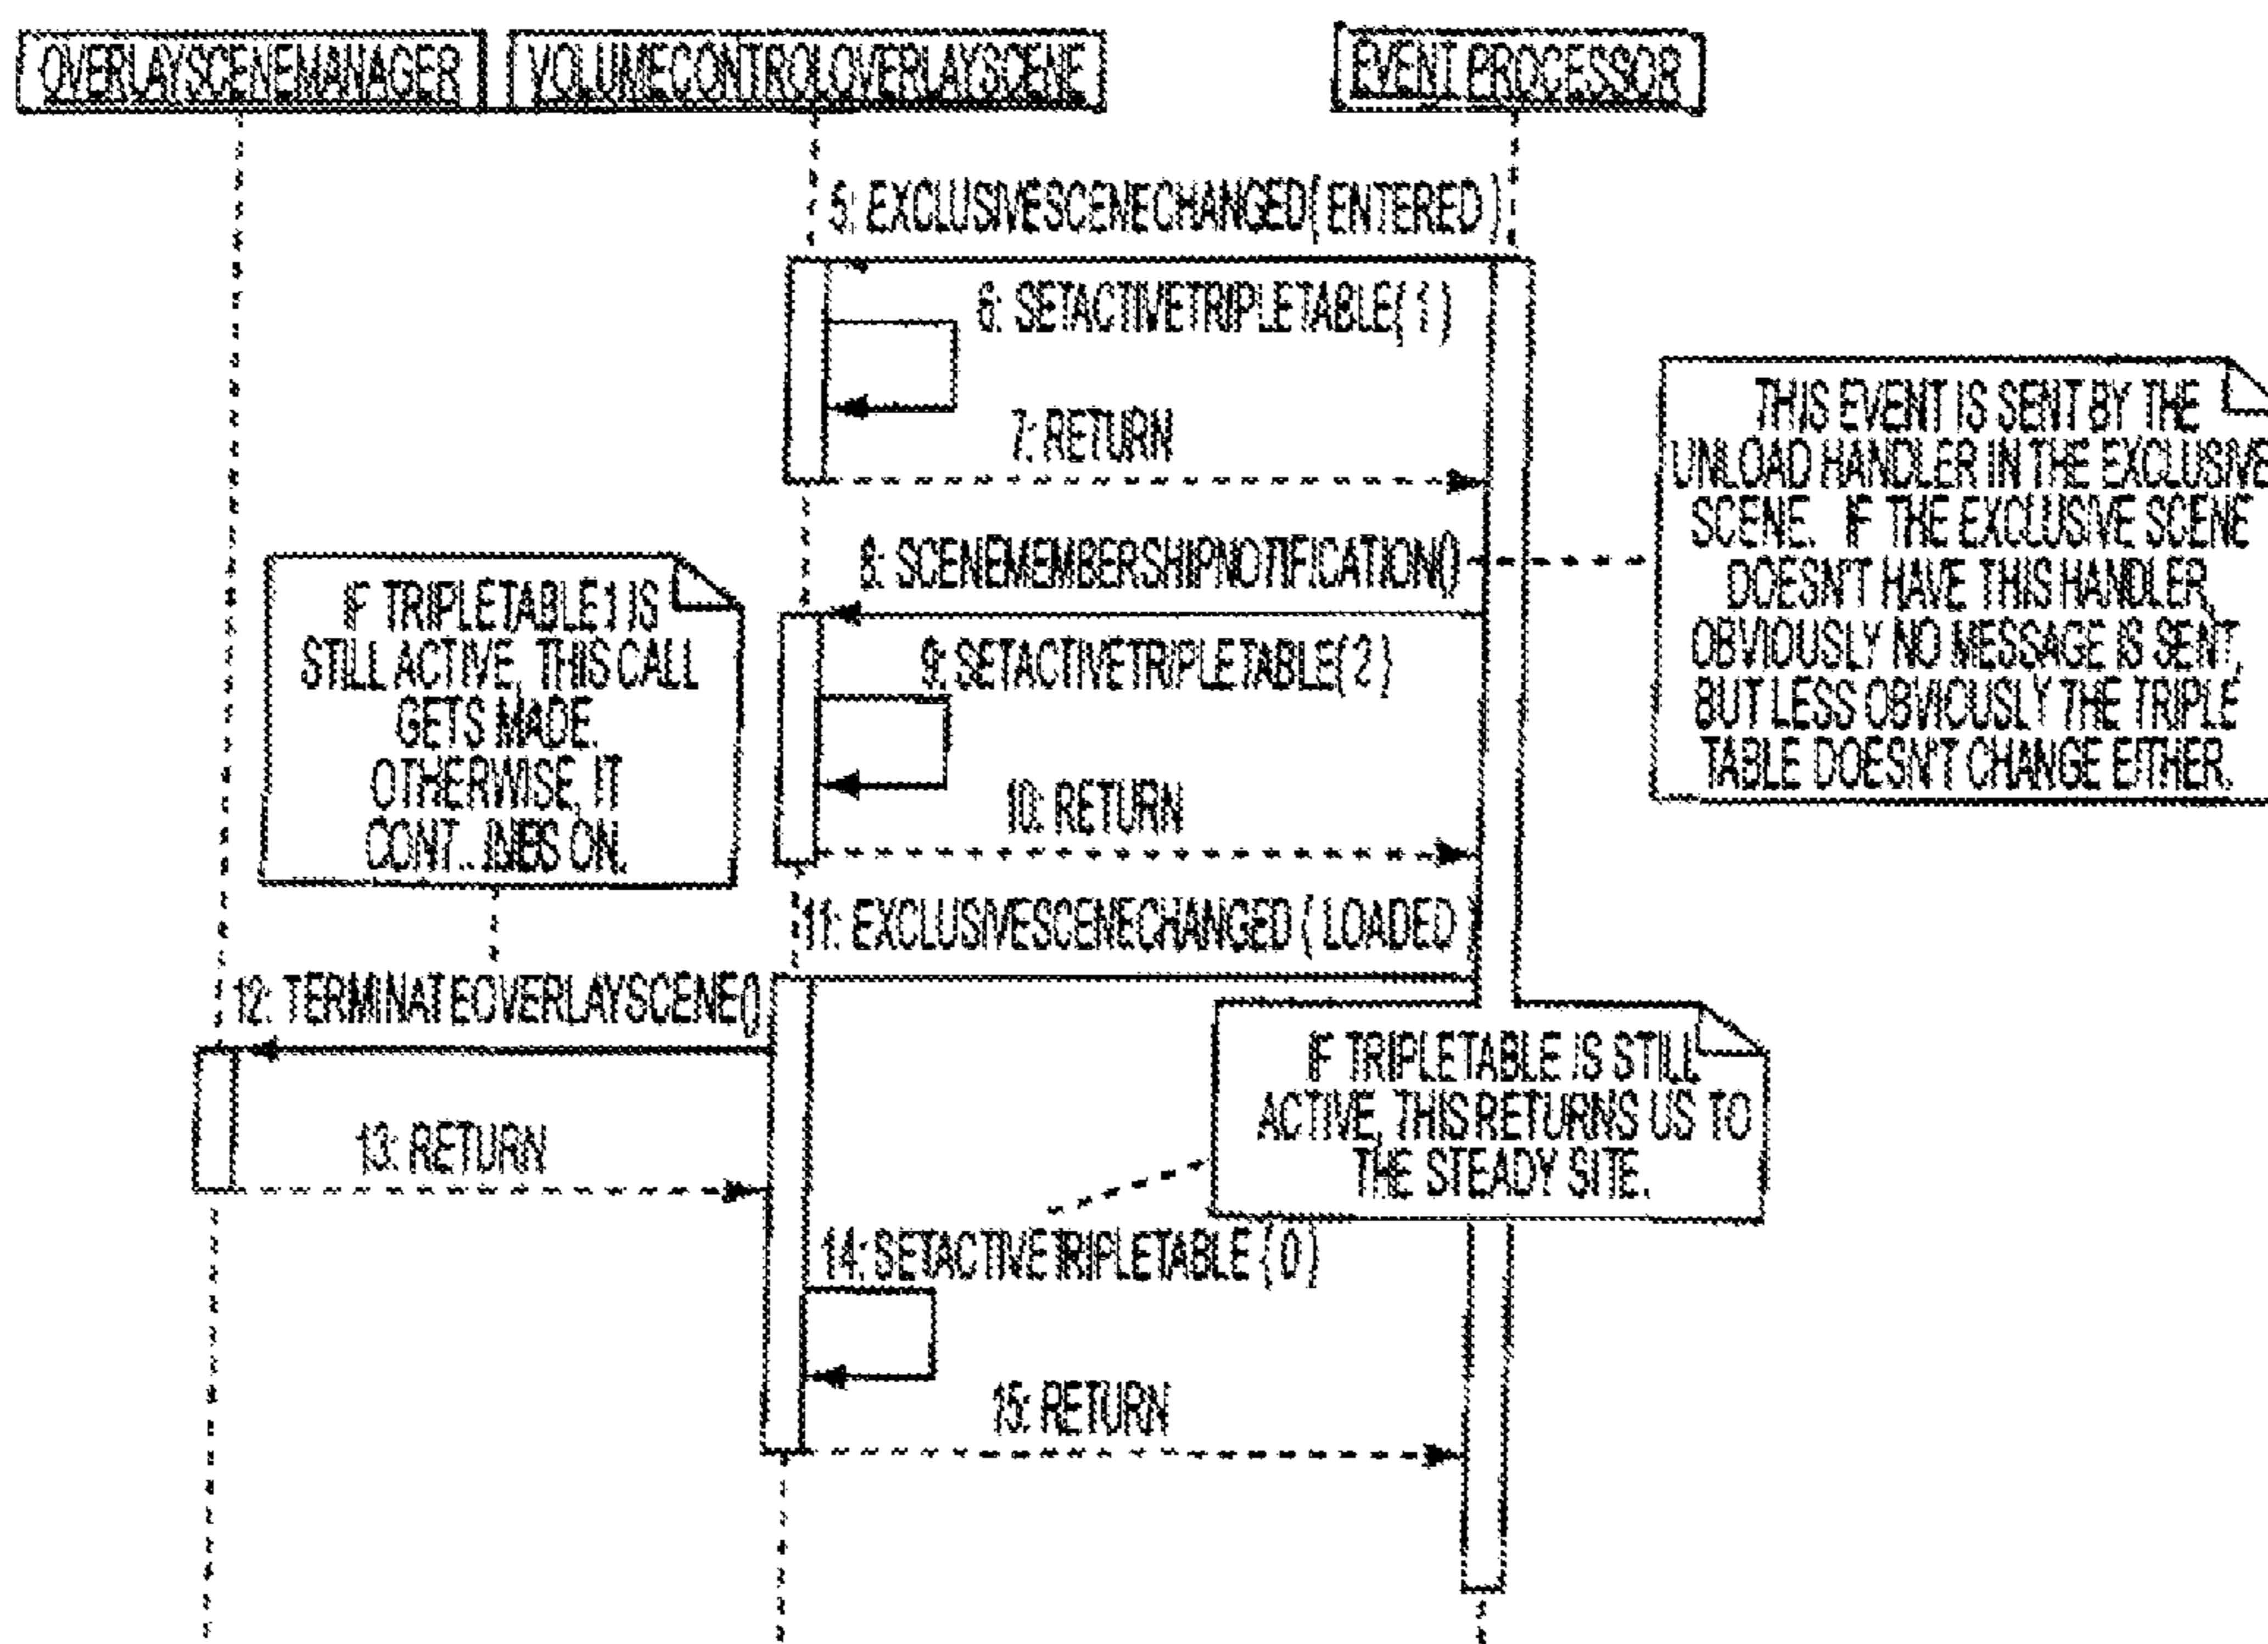 OVERLAYSCENEMANAGER
VOLUMECONTROLOVERLAYSCENE
EVENT PROCESSOR
5: EXCLUSIVESCENECHANGED( ENTERED )
6: SETACTIVETRIPLETABLE( 1 )
7: RETURN
THIS EVENT IS SENT BY THE
UNLOAD HANDLER IN THE EXCLUSIVE
SCENE. IF THE EXCLUSIVE SCENE
DOESN'T HAVE THIS HANDLER,
OBVIOUSLY NO MESSAGE IS SENT,
BUT LESS OBVIOUSLY THE TRIPLE
TABLE DOESN'T CHANGE EITHER.
8: SCENEMEMBERSHIPNOTIFICATION()
IF TRIPLETABLE1 IS
STILL ACTIVE, THIS CALL
GETS MADE.
OTHERWISE, IT
CONT...INES ON.
9: SETACTIVETRIPLETABLE( 2 )
10: RETURN
11: EXCLUSIVESCENECHANGED ( LOADED )
12: TERMINATEOVERLAYSCENE()
IF TRIPLETABLE IS STILL
ACTIVE, THIS RETURNS US TO
THE STEADY SITE.
13: RETURN
14: SETACTIVETRIPLETABLE ( 0 )
15: RETURN